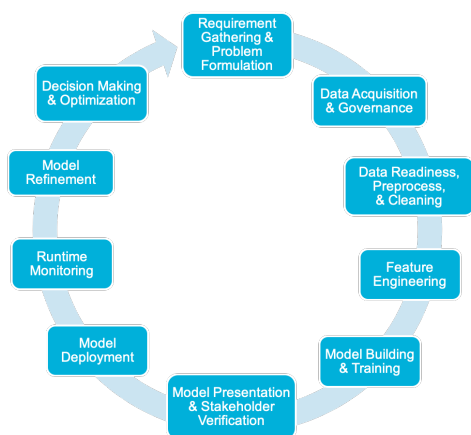 Requirement
Gathering &
Problem
Formulation
Data Acquisition
& Governance
Data Readiness,
Preprocess,
& Cleaning
Feature
Engineering
Model Building
& Training
Model Presentation
& Stakeholder
Verification
Model
Deployment
Runtime
Monitoring
Model
Refinement
Decision Making
& Optimization